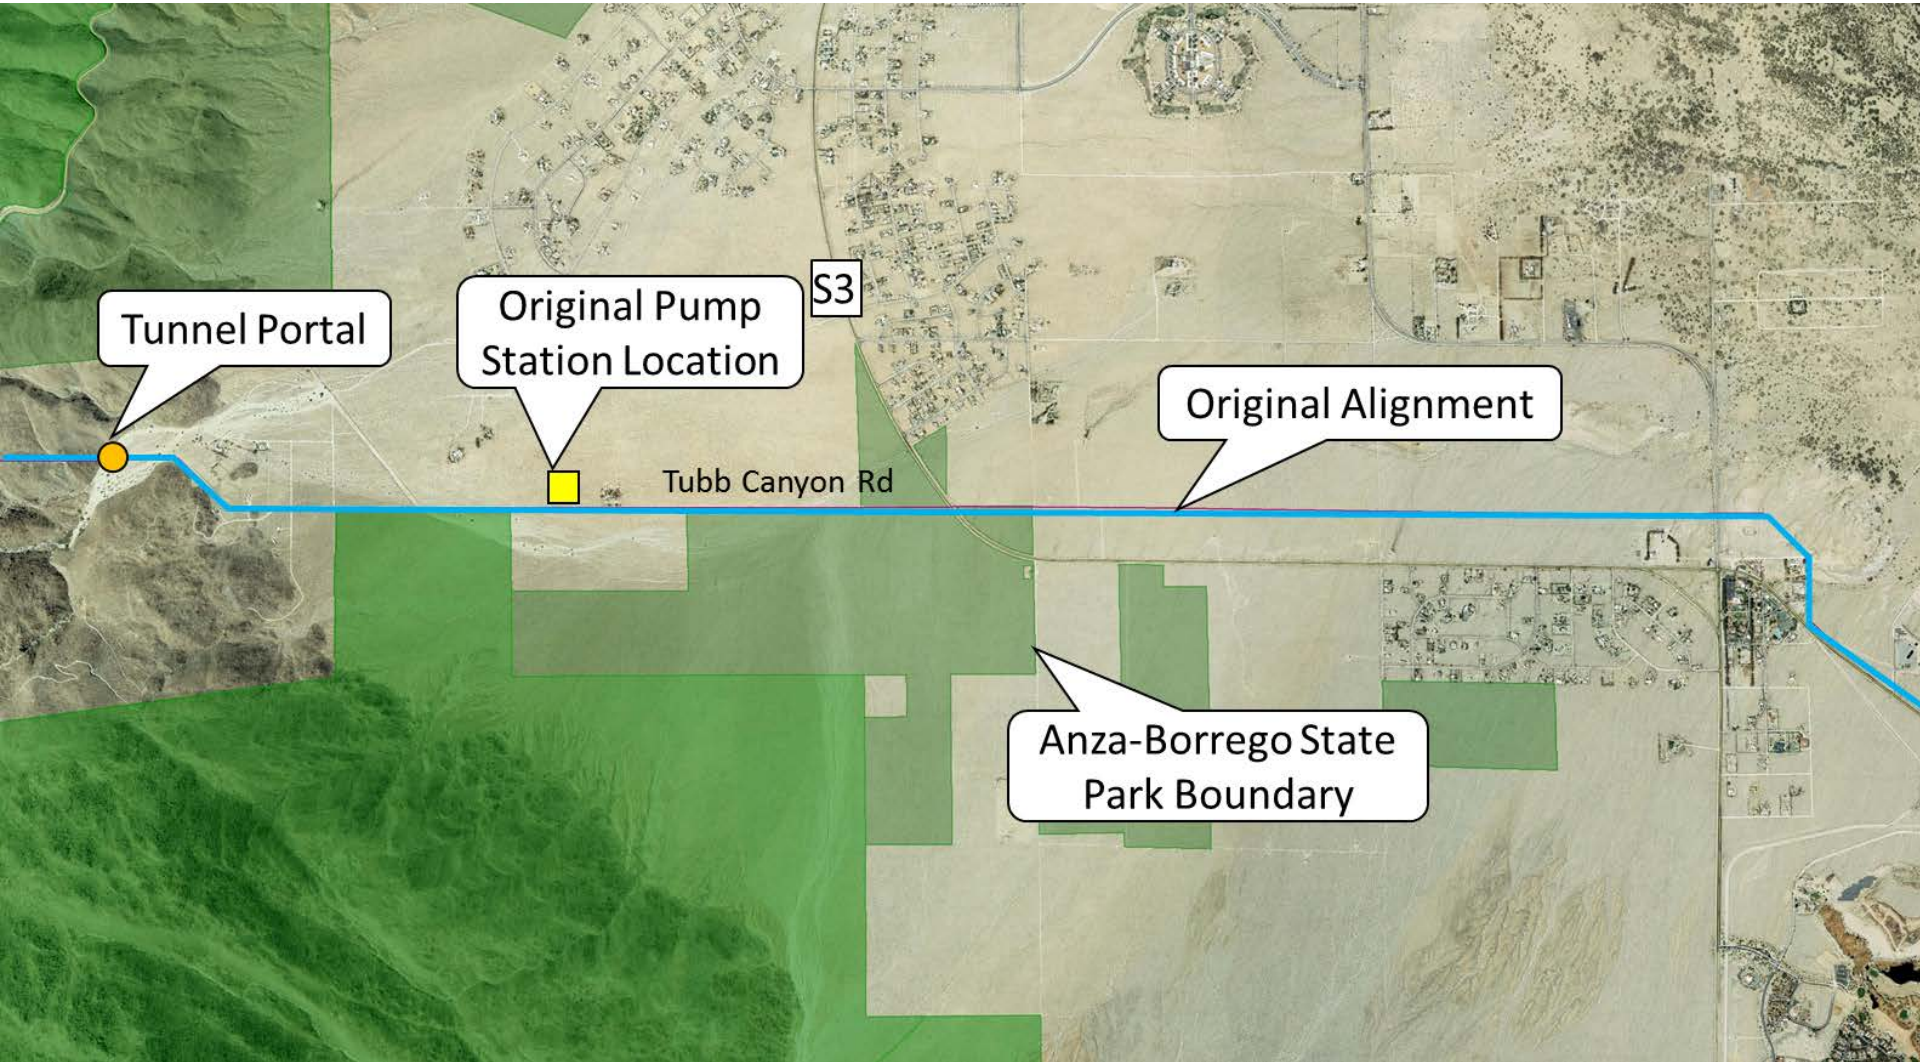 S3
Tunnel Portal
Original Pump
Station Location
Original Alignment
Tubb Canyon Rd
Anza-Borrego State
Park Boundary